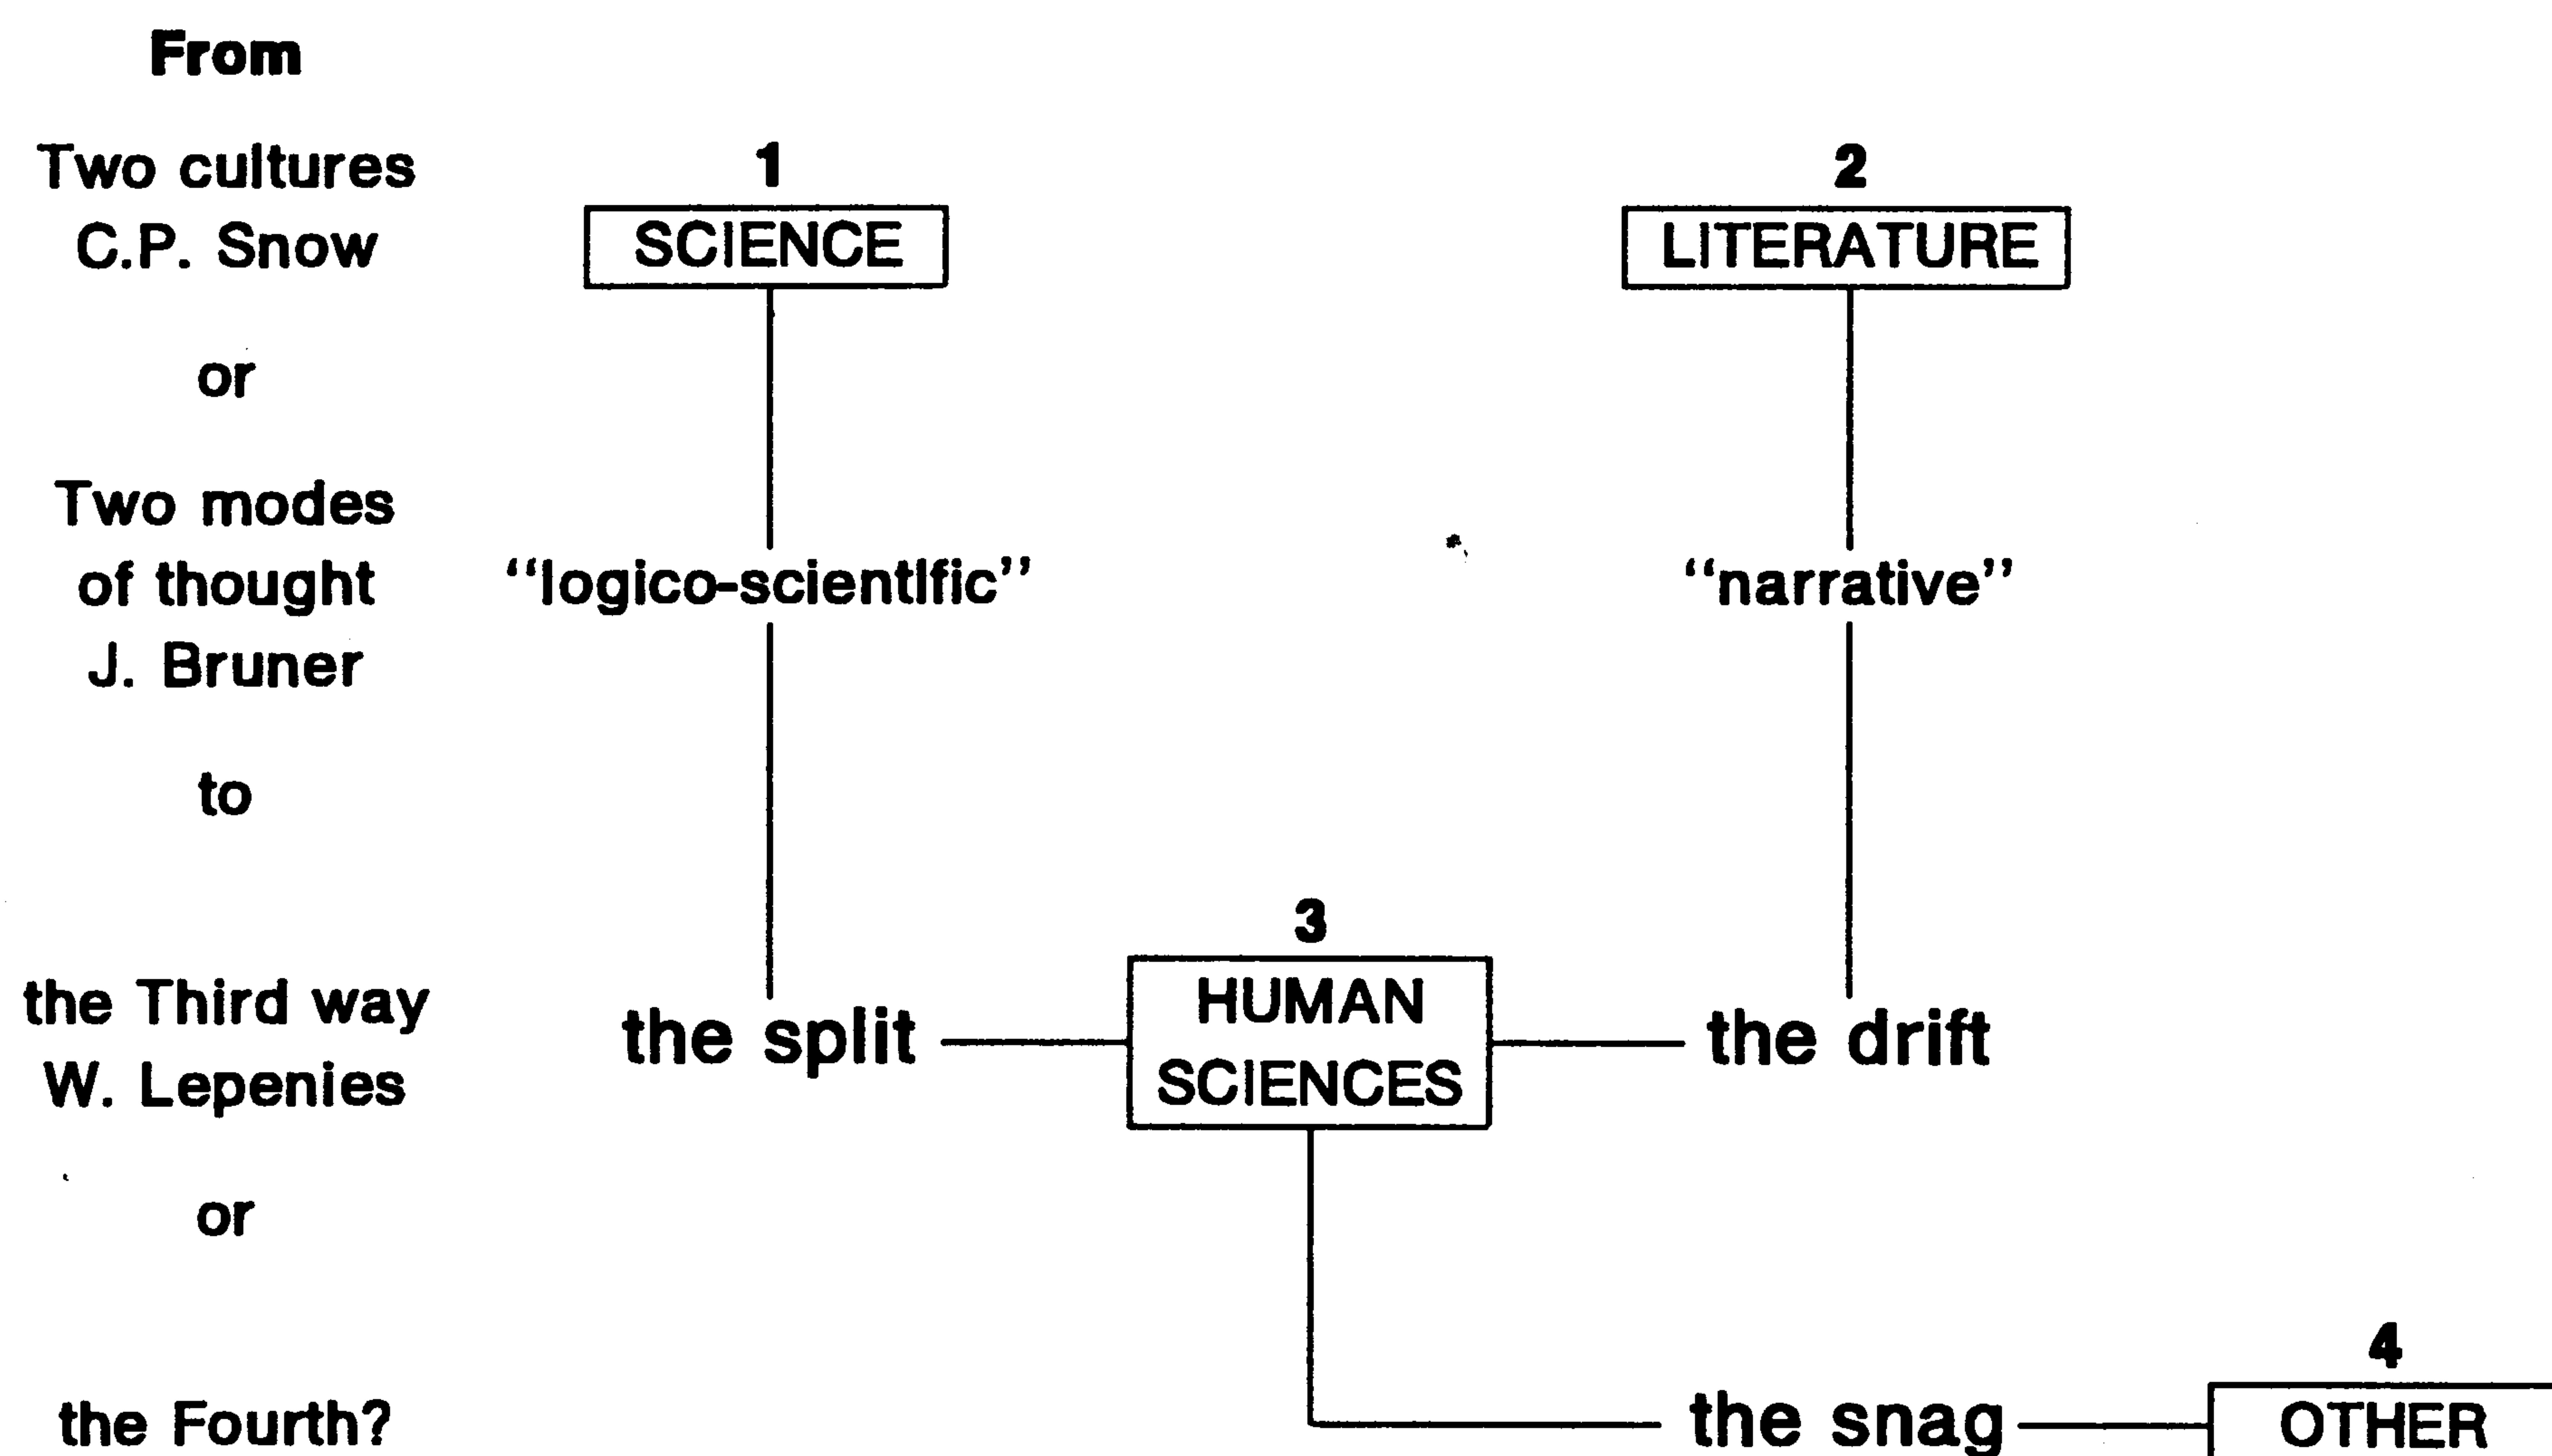 From
Two cultures
C.P. Snow
or
Two modes
of thought
J. Bruner
to
the Third way
W. Lepenies
or
the Fourth?
1
SCIENCE
2
LITERATURE
“logico-scientific”
“narrative”
the split
3
HUMAN
SCIENCES
the drift
the snag
4
OTHER